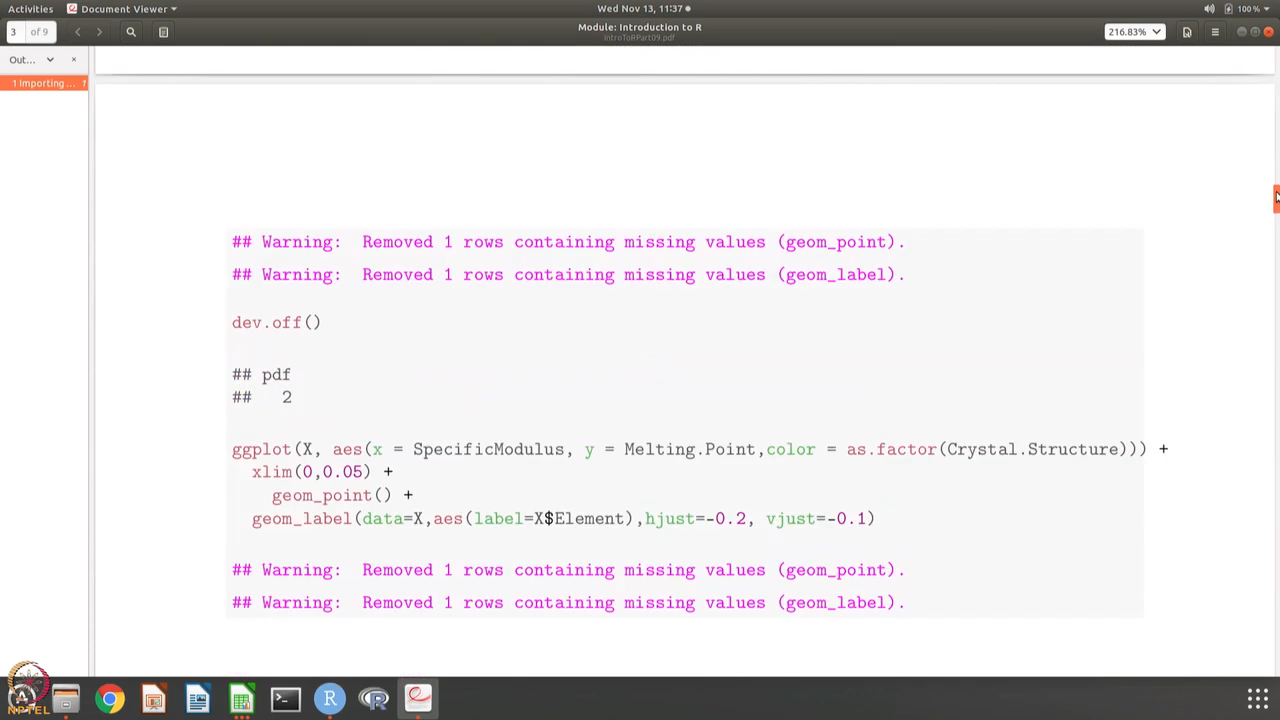 Activities Document Viewer Wed Nov 13, 11:37 100 %
3 of 9 Module: Introduction to R 216.83%
IntroToRPart09.pdf
Out...
1 Importing ... 1
## Warning: Removed 1 rows containing missing values (geom_point).
## Warning: Removed 1 rows containing missing values (geom_label).
dev.off()
## pdf
## 2
ggplot(X, aes(x = SpecificModulus, y = Melting.Point,color = as.factor(Crystal.Structure))) +
xlim(0,0.05) +
geom_point() +
geom_label(data=X,aes(label=X$Element),hjust=-0.2, vjust=-0.1)
## Warning: Removed 1 rows containing missing values (geom_point).
## Warning: Removed 1 rows containing missing values (geom_label).
NPTEL